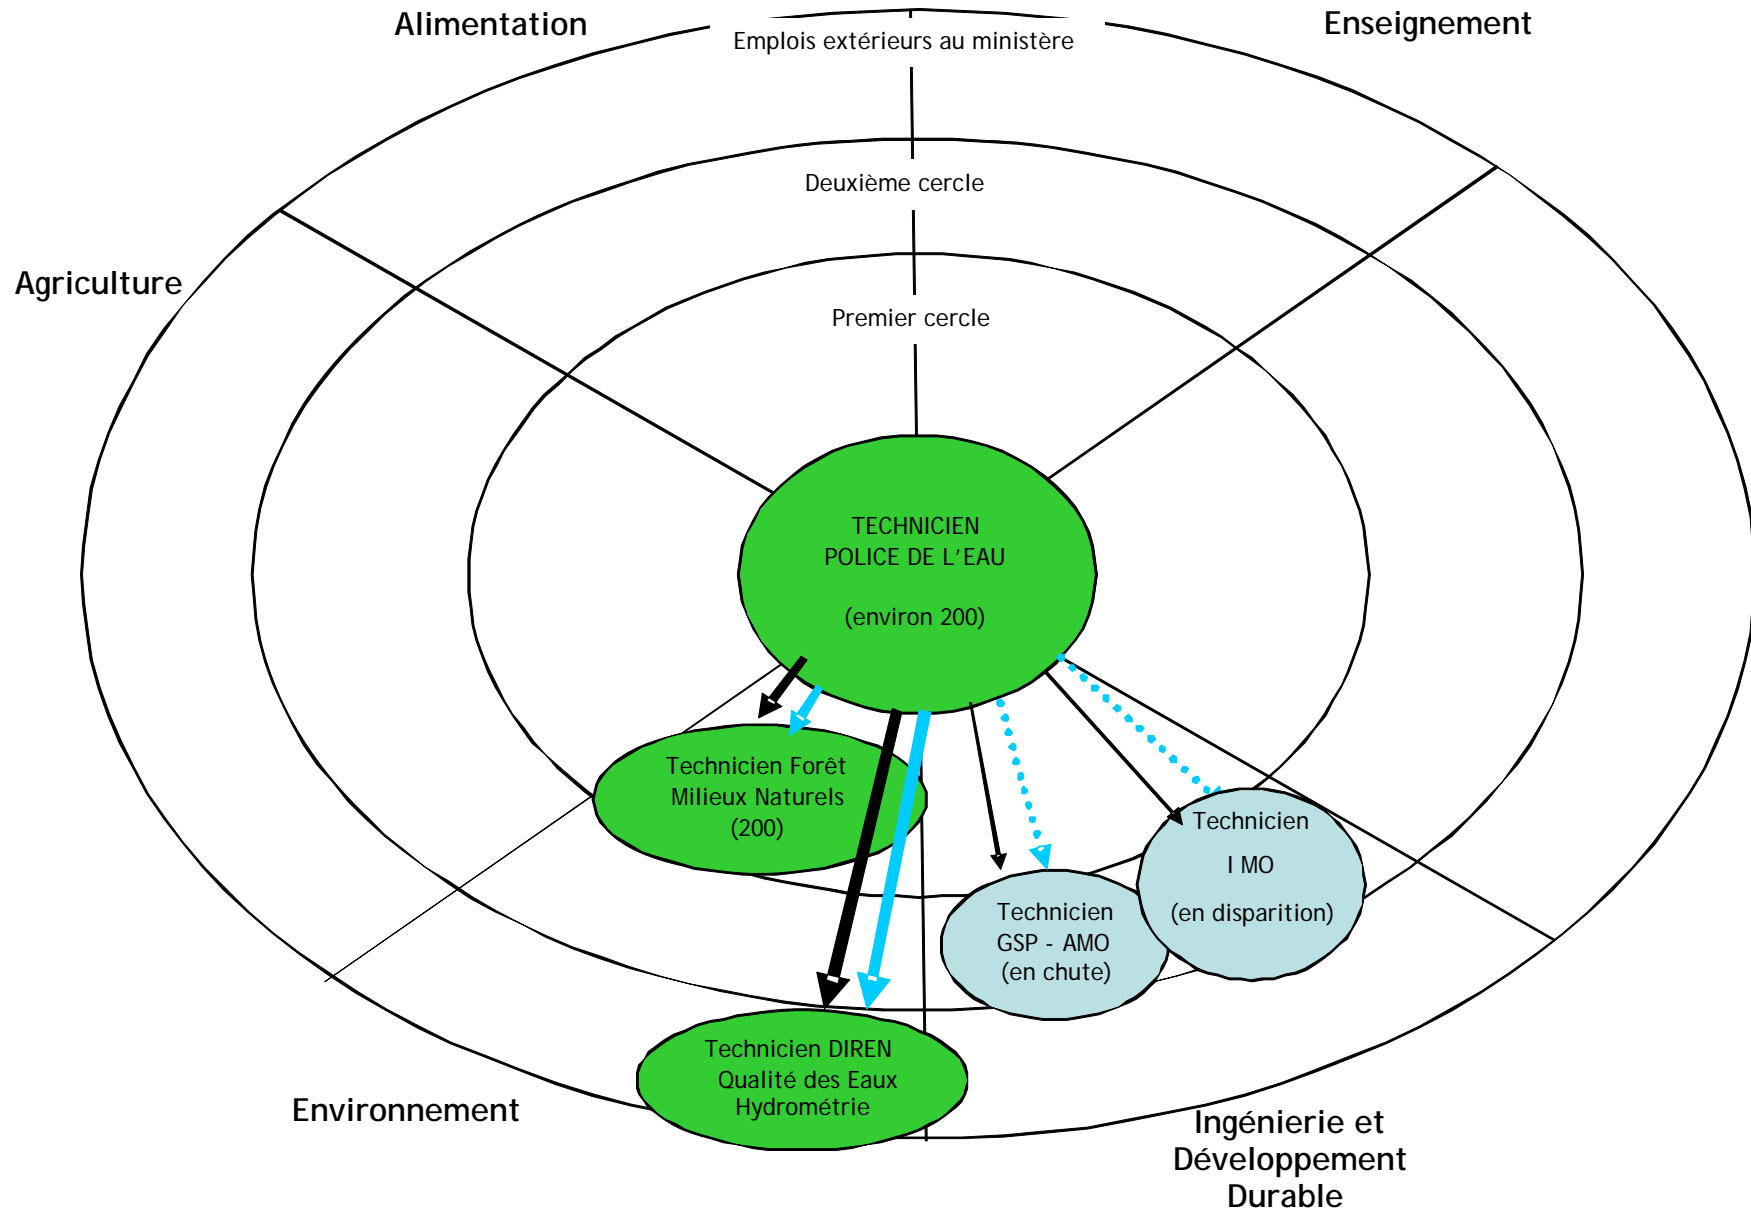 Alimentation
Enseignement
Emplois extérieurs au ministère
Deuxième cercle
Agriculture
Premier cercle
TECHNICIEN
POLICE DE L’EAU
(environ 200)
Technicien Forêt
Milieux Naturels
(200)
Technicien
I MO
(en disparition)
Technicien
GSP - AMO
(en chute)
Technicien DIREN
Qualité des Eaux
Hydrométrie
Environnement
Ingénierie et
Développement
Durable